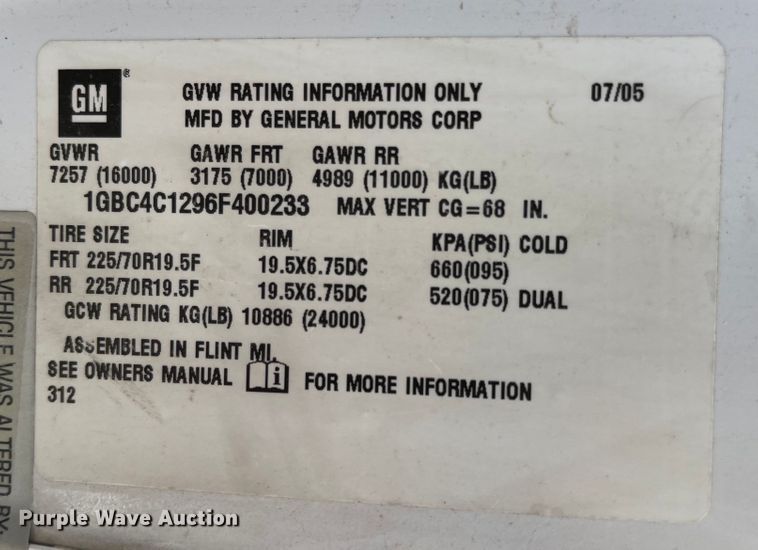 GM ®
GVW RATING INFORMATION ONLY 07/05
MFD BY GENERAL MOTORS CORP
GVWR GAWR FRT GAWR RR
7257 (16000) 3175 (7000) 4989 (11000) KG(LB)
1GBC4C1296F400233 MAX VERT CG=68 IN.
TIRE SIZE RIM KPA(PSI) COLD
FRT 225/70R19.5F 19.5X6.75DC 660(095)
RR 225/70R19.5F 19.5X6.75DC 520(075) DUAL
GCW RATING KG(LB) 10886 (24000)
ASSEMBLED IN FLINT MI.
SEE OWNERS MANUAL i FOR MORE INFORMATION
312
THIS VEHICLE WAS ALTERED BY:
Purple Wave Auction